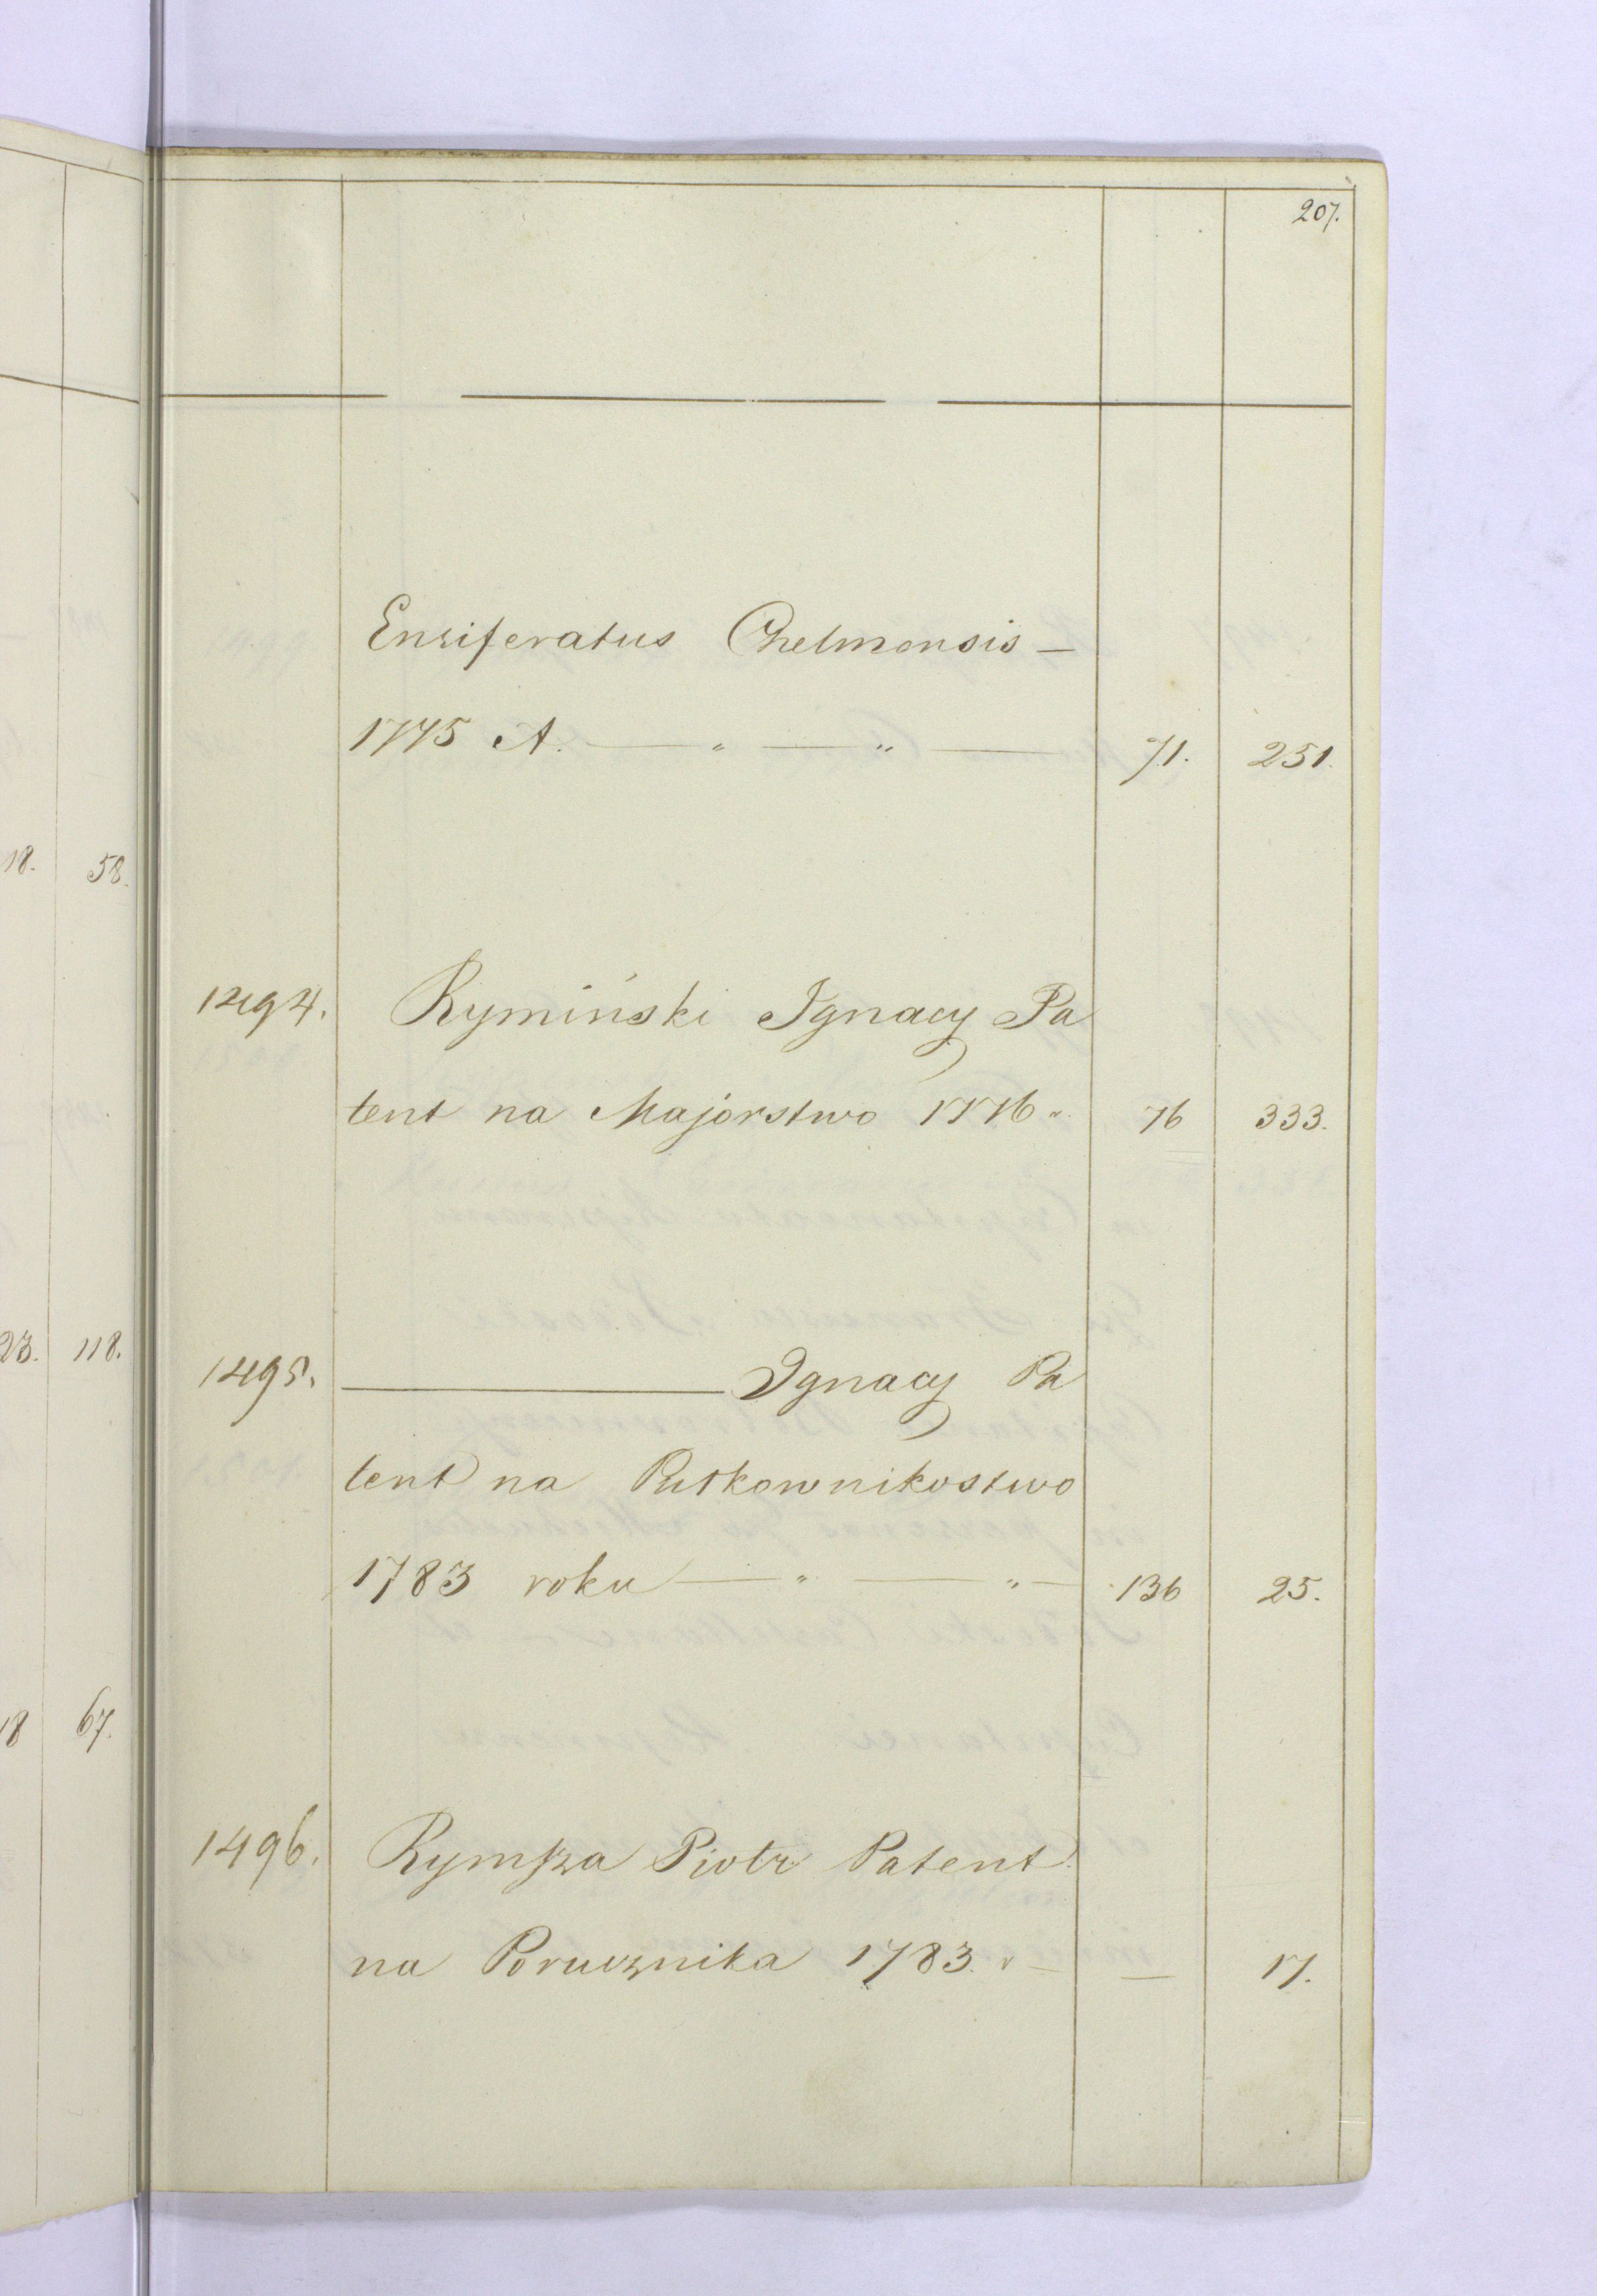 207.
Ensiferatus Chelmensis —
1775 A. — " — " — 71. 251.
18. 58.
1494. Rymiński Ignacy Pa
tent na Majorstwo 1776 " 76 333.
23. 118.
1495. ——— Ignacy Pa
tent na Pułkownikostwo
1783 roku — " — " — 136 25.
18 67.
1496. Rymsza Piotr Patent
na Porucznika 1783. r — — 17.